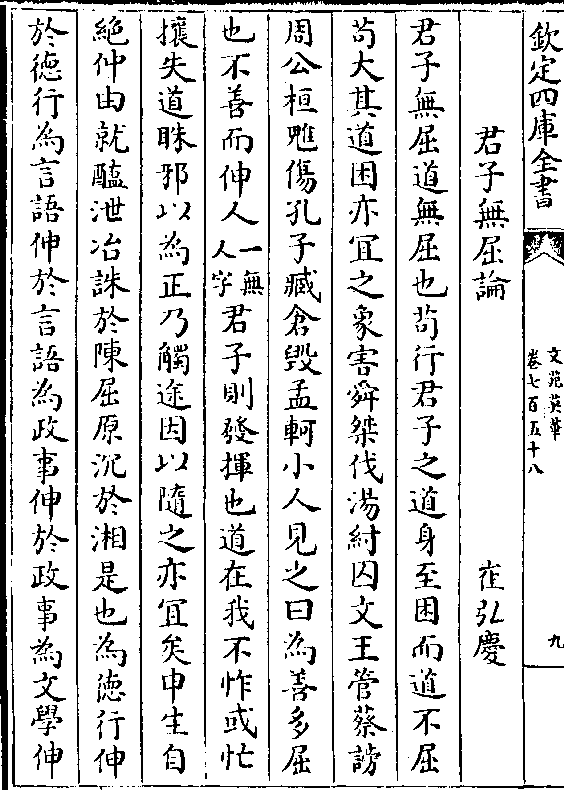 欽定四庫全書
文苑英華
卷七百五十八
九
君子無屈論 崔弘慶
君子無屈道無屈也茍行君子之道身至困而道不屈
茍大其道困亦冝之象害舜桀伐湯紂囚文王管蔡謗
周公桓魋傷孔子臧倉毀孟軻小人見之曰為善多屈
也不善而伸人一無人字君子則發揮也道在我不怍或忙
攘失道眛邪以為正乃觸途因以隨之亦冝矣申生自
絶仲由就醢泄冶誅於陳屈原沉於湘是也為徳行伸
於徳行為言語伸於言語為政事伸於政事為文學伸